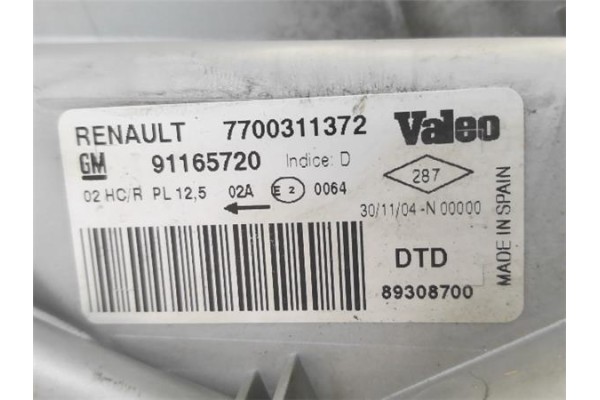 RENAULT 7700311372 Valeo
GM 91165720 Indice: D
287
02 HC/R PL 12,5 02A E2 0064
30/11/04 -N 00000
DTD
89308700
MADE IN SPAIN